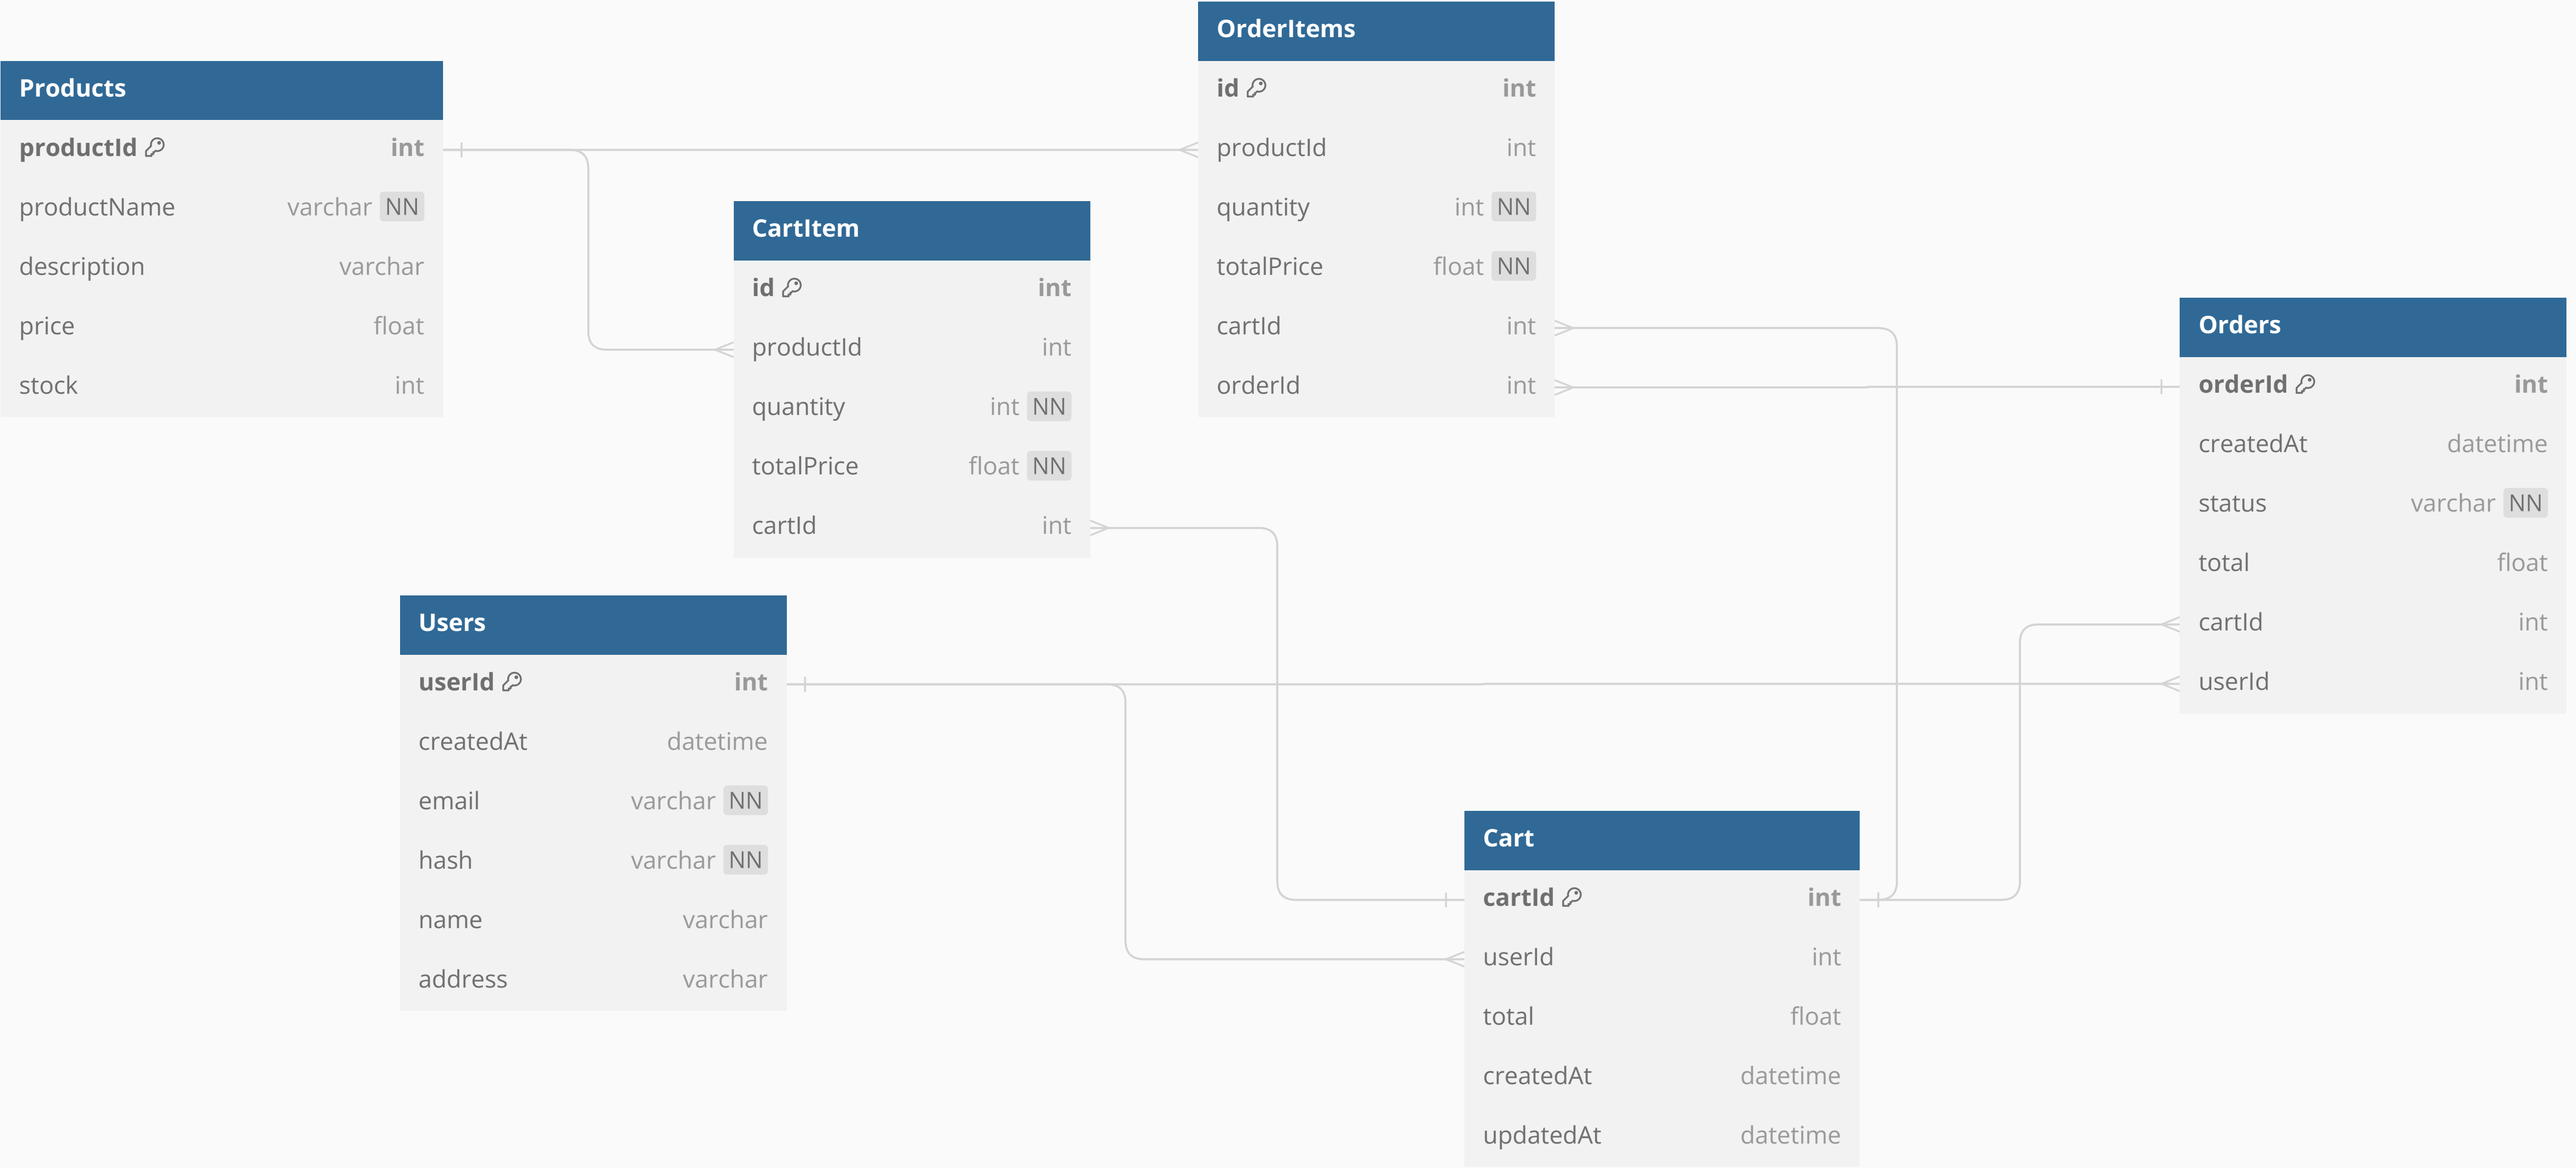 Products
productId int
productName varchar NN
description varchar
price float
stock int
CartItem
id int
productId int
quantity int NN
totalPrice float NN
cartId int
OrderItems
id int
productId int
quantity int NN
totalPrice float NN
cartId int
orderId int
Orders
orderId int
createdAt datetime
status varchar NN
total float
cartId int
userId int
Users
userId int
createdAt datetime
email varchar NN
hash varchar NN
name varchar
address varchar
Cart
cartId int
userId int
total float
createdAt datetime
updatedAt datetime